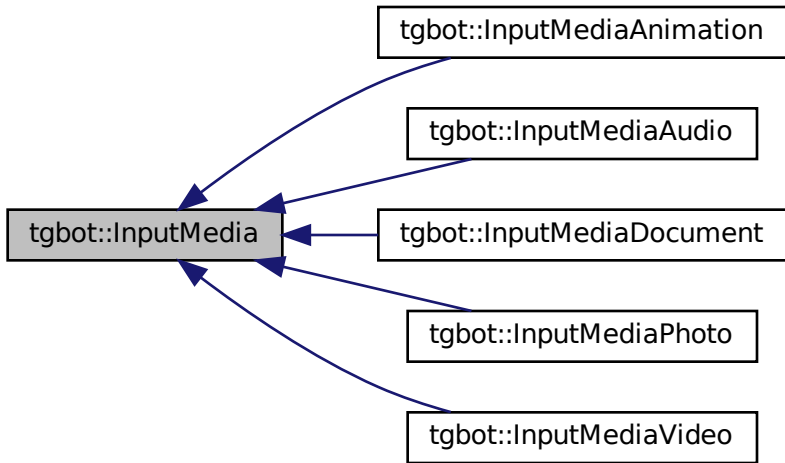 tgbot::InputMediaAnimation
tgbot::InputMediaAudio
tgbot::InputMedia
tgbot::InputMediaDocument
tgbot::InputMediaPhoto
tgbot::InputMediaVideo